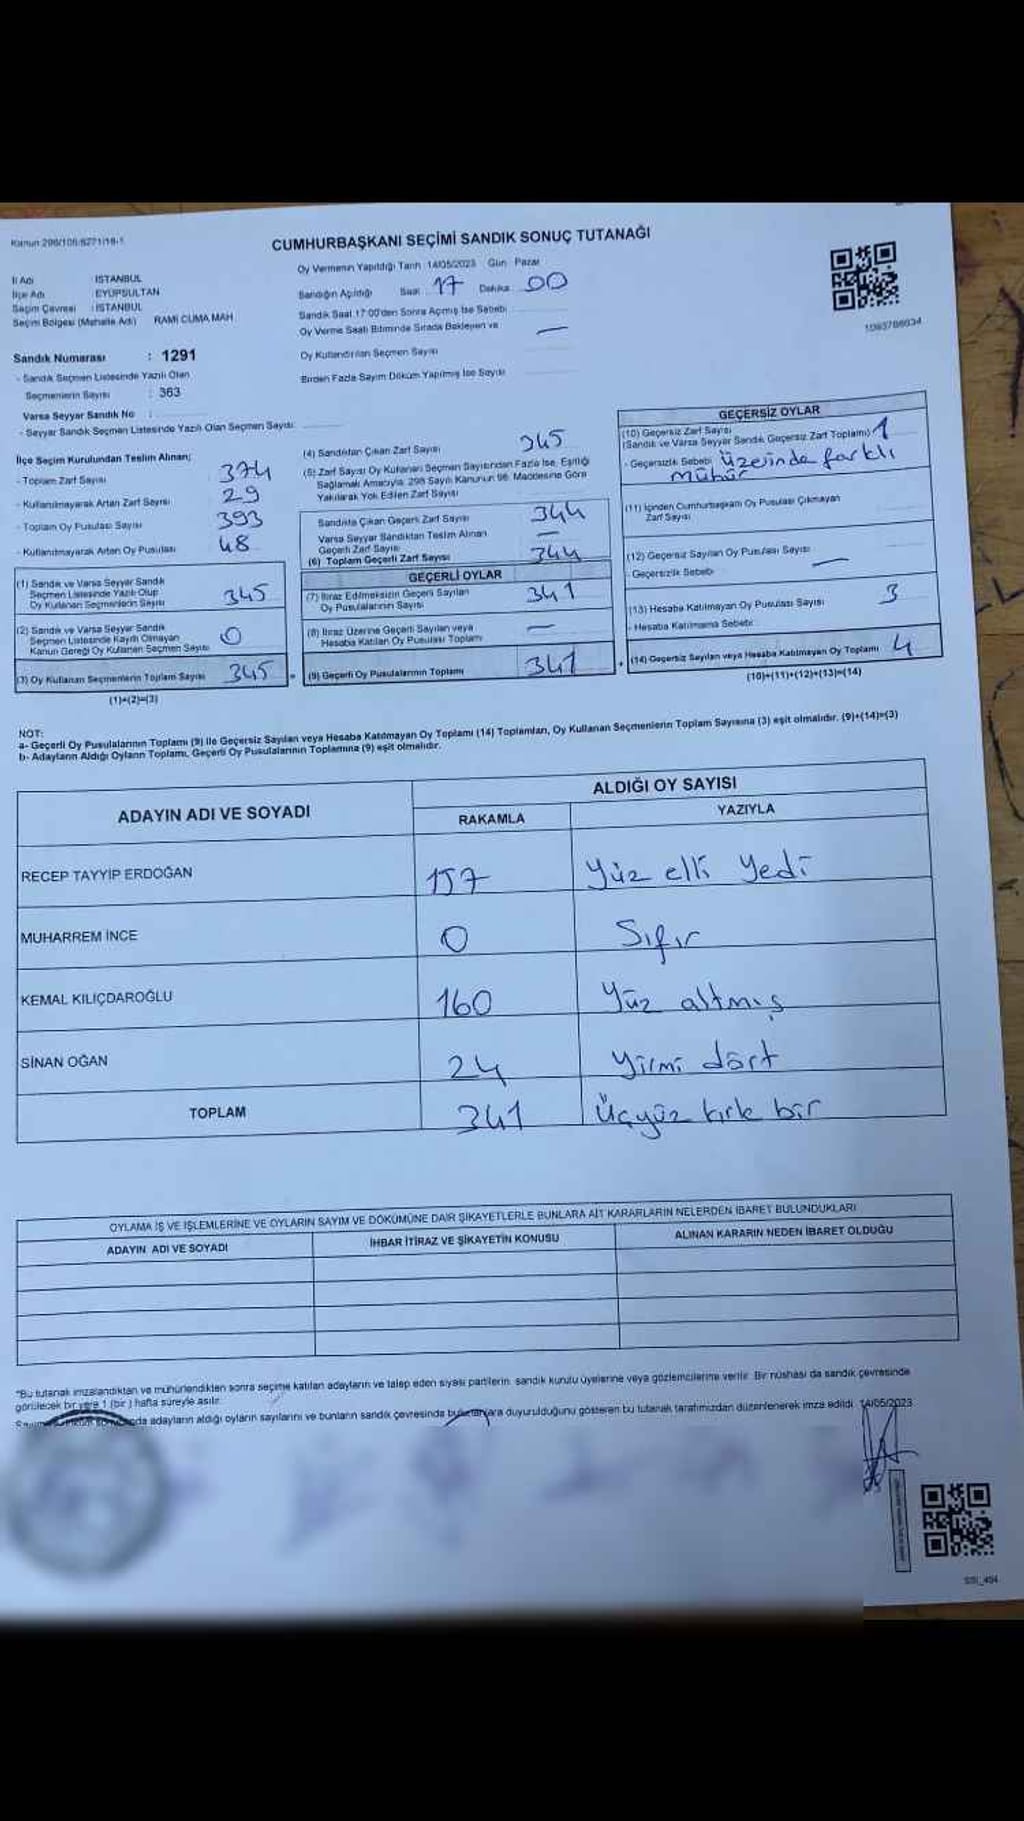 Kanun 298/106-6271/18-1
CUMHURBAŞKANI SEÇİMİ SANDIK SONUÇ TUTANAĞI
İl Adı : İSTANBUL
İlçe Adı : EYÜPSULTAN
Seçim Çevresi : İSTANBUL
Seçim Bölgesi (Mahalle Adı) RAMİ CUMA MAH.
Sandık Numarası : 1291
- Sandık Seçmen Listesinde Yazılı Olan
Seçmenlerin Sayısı : 363
Varsa Seyyar Sandık No :
- Seyyar Sandık Seçmen Listesinde Yazılı Olan Seçmen Sayısı
Oy Vermenin Yapıldığı Tarih 14/05/2023 Gün Pazar
Sandığın Açıldığı Saat 17 Dakika 00
Sandık Saat 17:00'den Sonra Açılmış İse Sebebi
Oy Verme Saati Bitiminde Sırada Bekleyen ve —
Oy Kullandırılan Seçmen Sayısı
Birden Fazla Sayım Döküm Yapılmış İse Sayısı
İlçe Seçim Kurulundan Teslim Alınan;
- Toplam Zarf Sayısı 374
- Kullanılmayarak Artan Zarf Sayısı 29
- Toplam Oy Pusulası Sayısı 393
- Kullanılmayarak Artan Oy Pusulası 48
(1) Sandık ve Varsa Seyyar Sandık
Seçmen Listesinde Yazılı Olup
Oy Kullanan Seçmenlerin Sayısı 345
(2) Sandık ve Varsa Seyyar Sandık
Seçmen Listesinde Kayıtlı Olmayan
Kanun Gereği Oy Kullanan Seçmen Sayısı 0
(3) Oy Kullanan Seçmenlerin Toplam Sayısı 345 =
(1)+(2)=(3)
(4) Sandıktan Çıkan Zarf Sayısı 345
(5) Zarf Sayısı Oy Kullanan Seçmen Sayısından Fazla İse, Eşitliği
Sağlamak Amacıyla, 298 Sayılı Kanunun 98. Maddesine Göre
Yakılarak Yok Edilen Zarf Sayısı
Sandıkta Çıkan Geçerli Zarf Sayısı 344
Varsa Seyyar Sandıktan Teslim Alınan
Geçerli Zarf Sayısı —
(6) Toplam Geçerli Zarf Sayısı 344
GEÇERLİ OYLAR
(7) İtiraz Edilmeksizin Geçerli Sayılan
Oy Pusulalarının Sayısı 341
(8) İtiraz Üzerine Geçerli Sayılan veya
Hesaba Katılan Oy Pusulası Toplamı —
(9) Geçerli Oy Pusulalarının Toplamı 341 +
1093786634
GEÇERSİZ OYLAR
(10) Geçersiz Zarf Sayısı
(Sandık ve Varsa Seyyar Sandık Geçersiz Zarf Toplamı) 1
- Geçersizlik Sebebi Üzerinde farklı
Mühür
(11) İçinden Cumhurbaşkanı Oy Pusulası Çıkmayan
Zarf Sayısı
(12) Geçersiz Sayılan Oy Pusulası Sayısı
- Geçersizlik Sebebi —
(13) Hesaba Katılmayan Oy Pusulası Sayısı 3
- Hesaba Katılmama Sebebi
(14) Geçersiz Sayılan veya Hesaba Katılmayan Oy Toplamı 4
(10)+(11)+(12)+(13)=(14)
NOT:
a- Geçerli Oy Pusulalarının Toplamı (9) ile Geçersiz Sayılan veya Hesaba Katılmayan Oy Toplamı (14) Toplamları, Oy Kullanan Seçmenlerin Toplam Sayısına (3) eşit olmalıdır. (9)+(14)=(3)
b- Adayların Aldığı Oyların Toplamı, Geçerli Oy Pusulalarının Toplamına (9) eşit olmalıdır.
ADAYIN ADI VE SOYADI
ALDIĞI OY SAYISI
RAKAMLA YAZIYLA
RECEP TAYYİP ERDOĞAN 157 Yüz elli Yedi
MUHARREM İNCE 0 Sıfır
KEMAL KILIÇDAROĞLU 160 Yüz altmış
SİNAN OĞAN 24 Yirmi dört
TOPLAM 341 Üçyüz kırk bir
OYLAMA İŞ VE İŞLEMLERİNE VE OYLARIN SAYIM VE DÖKÜMÜNE DAİR ŞİKAYETLERLE BUNLARA AİT KARARLARIN NELERDEN İBARET BULUNDUKLARI
ADAYIN ADI VE SOYADI İHBAR İTİRAZ VE ŞİKAYETİN KONUSU ALINAN KARARIN NEDEN İBARET OLDUĞU
*Bu tutanak imzalandıktan ve mühürlendikten sonra seçime katılan adayların ve talep eden siyasi partilerin, sandık kurulu üyelerine veya gözlemcilerine verilir. Bir nüshası da sandık çevresinde
görülecek bir yere 1 (bir) hafta süreyle asılır.
adayların aldığı oyların sayılarını ve bunların sandık çevresinde bulunanlara duyurulduğunu gösteren bu tutanak tarafımızdan düzenlenerek imza edildi. 14/05/2023